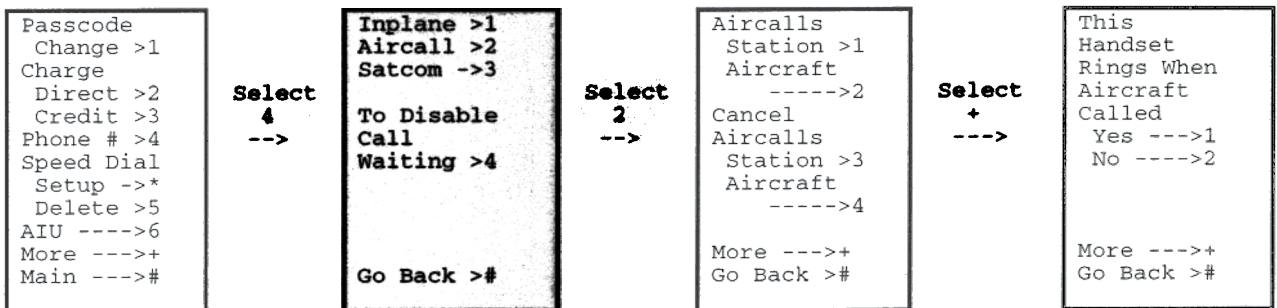 Passcode
Change >1
Charge
Direct >2
Credit >3
Phone # >4
Speed Dial
Setup ->*
Delete >5
AIU ---->6
More --->+
Main --->#
Select
4
-->
Inplane >1
Aircall >2
Satcom ->3
To Disable
Call
Waiting >4
Go Back >#
Select
2
-->
Aircalls
Station >1
Aircraft
----->2
Cancel
Aircalls
Station >3
Aircraft
----->4
More --->+
Go Back >#
Select
+
--->
This
Handset
Rings When
Aircraft
Called
Yes --->1
No ---->2
More --->+
Go Back >#